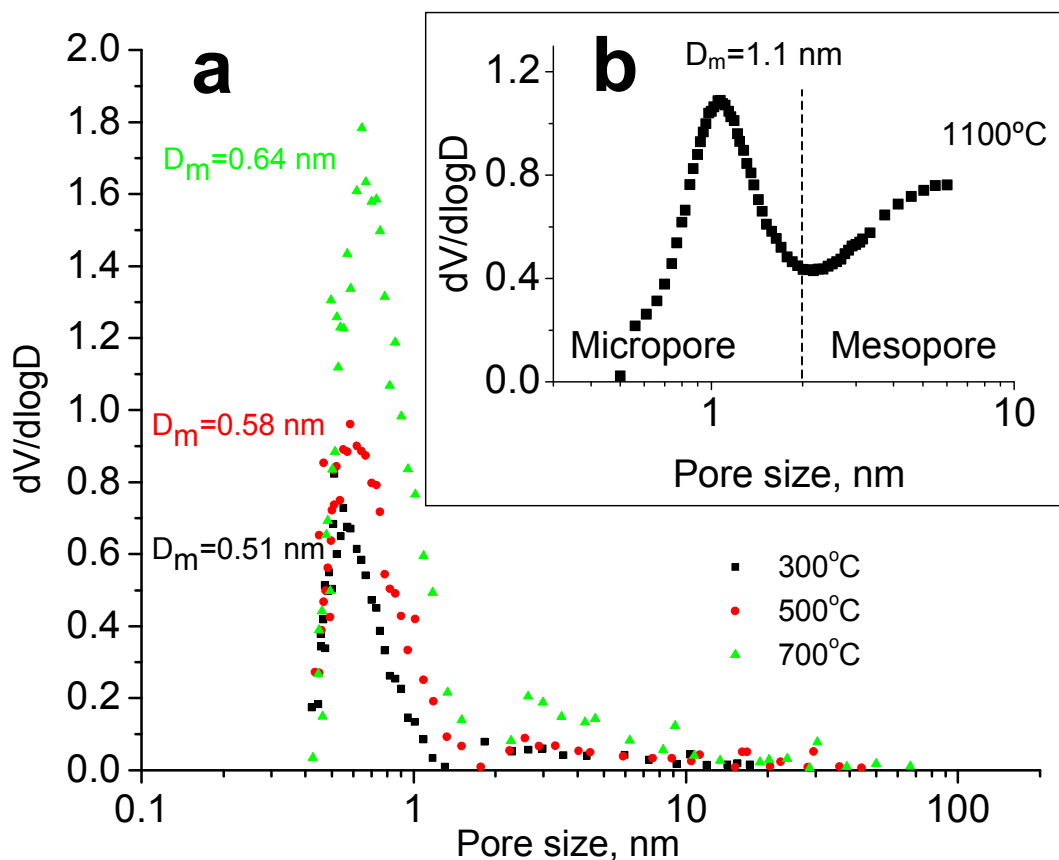 a
2.0
1.8
1.6
1.4
1.2
1.0
0.8
0.6
0.4
0.2
0.0
dV/dlogD
Dm=0.64 nm
Dm=0.58 nm
Dm=0.51 nm
0.1
1
10
100
Pore size, nm
300°C
500°C
700°C
b
Dm=1.1 nm
1100ºC
1.2
0.8
0.4
0.0
dV/dlogD
Micropore
Mesopore
1
10
Pore size, nm